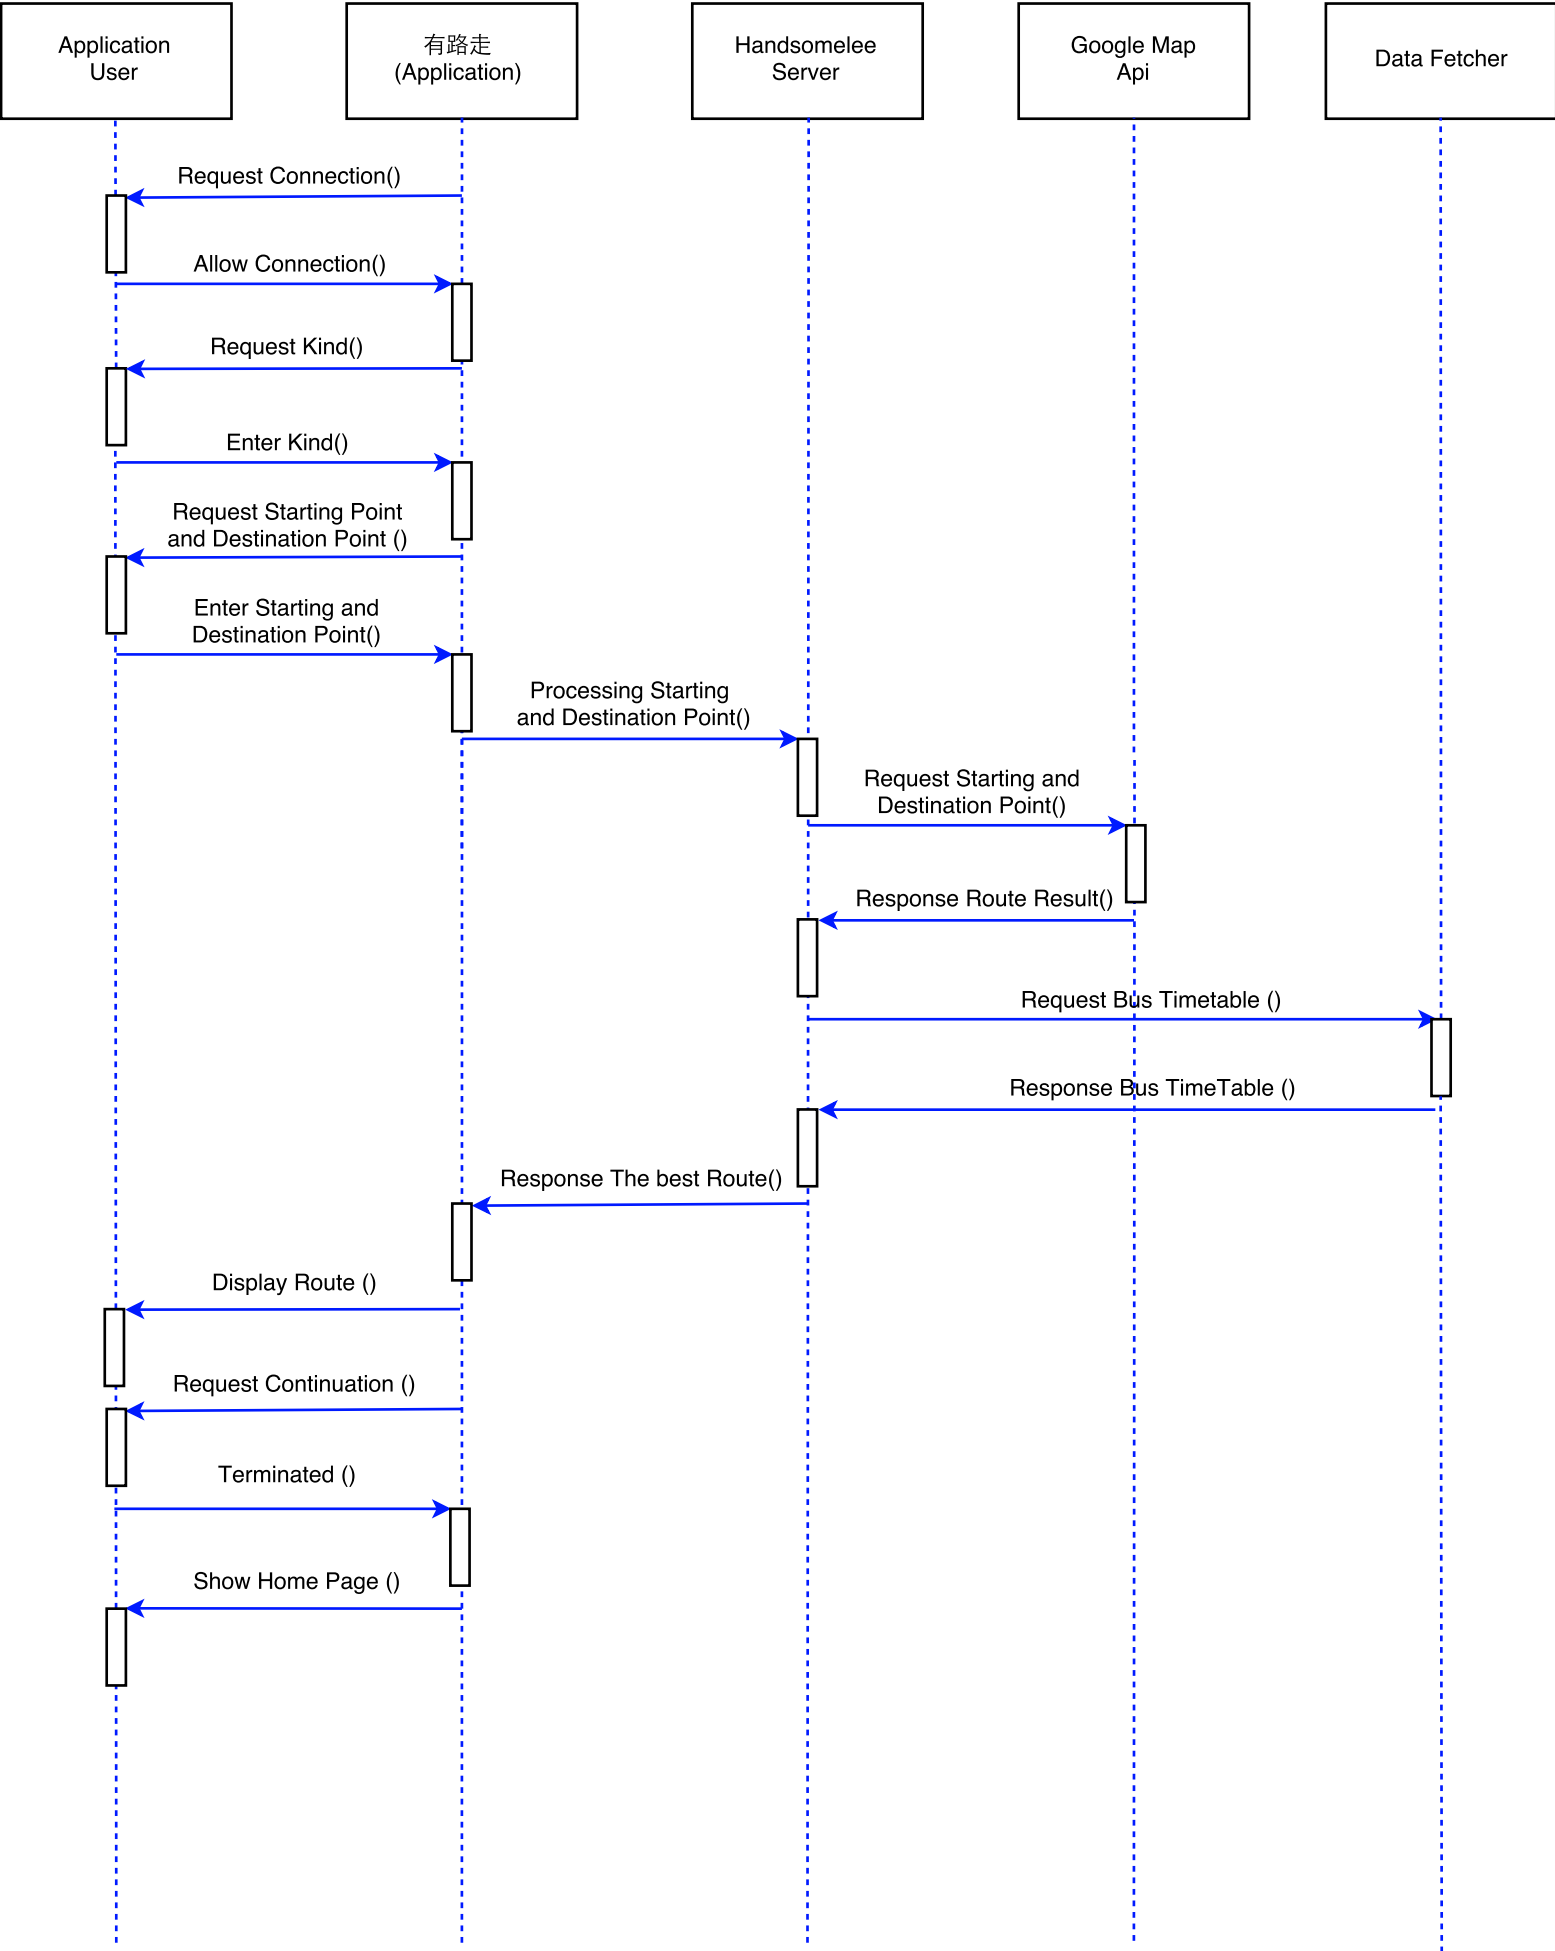 Application
User
有路走
(Application)
Handsomelee
Server
Google Map
Api
Data Fetcher
Request Connection()
Allow Connection()
Request Kind()
Enter Kind()
Request Starting Point
and Destination Point ()
Enter Starting and
Destination Point()
Processing Starting
and Destination Point()
Request Starting and
Destination Point()
Response Route Result()
Request Bus Timetable ()
Response Bus TimeTable ()
Response The best Route()
Display Route ()
Request Continuation ()
Terminated ()
Show Home Page ()